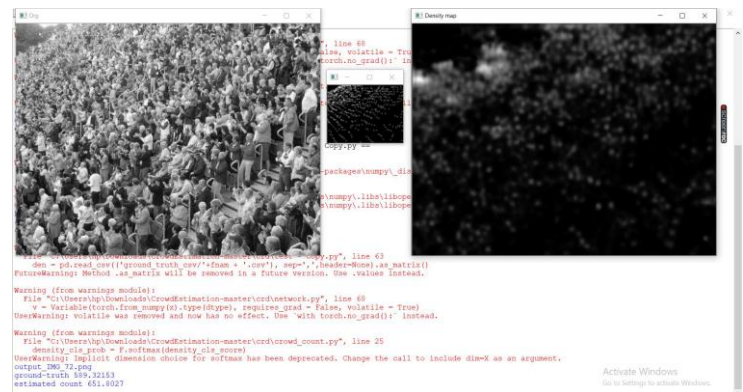 Org
Density map
", line 68
alse, volatile = Tru
torch.no_grad():` in
Copy.py ==
-packages\numpy\_dis
s\numpy\.libs\libope
s\numpy\.libs\libope
File "C:\Users\hp\Downloads\CrowdEstimation-master\crd\test - Copy.py", line 63
den = pd.read_csv(('ground_truth_csv/'+fnam + '.csv'), sep=',',header=None).as_matrix()
FutureWarning: Method .as_matrix will be removed in a future version. Use .values instead.
Warning (from warnings module):
File "C:\Users\hp\Downloads\CrowdEstimation-master\crd\network.py", line 68
v = Variable(torch.from_numpy(x).type(dtype), requires_grad = False, volatile = True)
UserWarning: volatile was removed and now has no effect. Use `with torch.no_grad():` instead.
Warning (from warnings module):
File "C:\Users\hp\Downloads\CrowdEstimation-master\crd\crowd_count.py", line 25
density_cls_prob = F.softmax(density_cls_score)
UserWarning: Implicit dimension choice for softmax has been deprecated. Change the call to include dim=X as an argument.
output_IMG_72.png
ground-truth 589.32153
estimated count 651.8027
Activate Windows
Go to Settings to activate Windows.